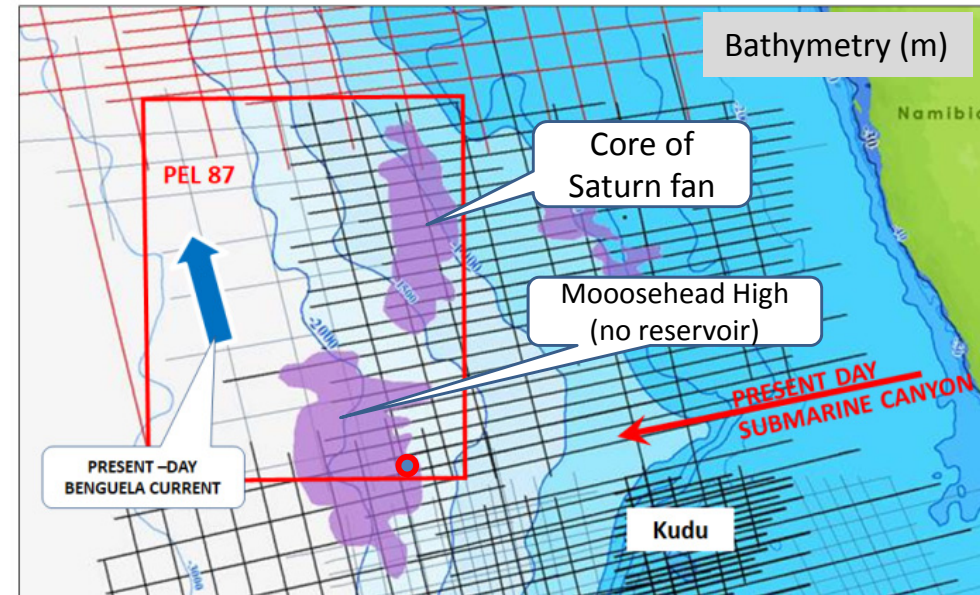 Bathymetry (m)
Namibia
PEL 87
Core of
Saturn fan
Mooosehead High
(no reservoir)
-1500
-2000
PRESENT DAY
SUBMARINE CANYON
PRESENT –DAY
BENGUELA CURRENT
Kudu
-3000